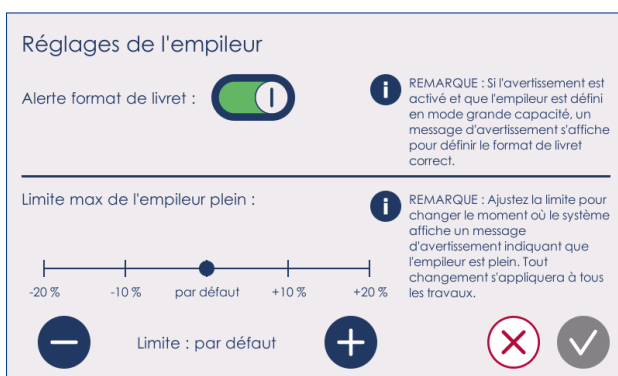 Réglages de l'empileur
Alerte format de livret :
REMARQUE : Si l'avertissement est
activé et que l'empileur est défini
en mode grande capacité, un
message d'avertissement s'affiche
pour définir le format de livret
correct.
Limite max de l'empileur plein :
REMARQUE : Ajustez la limite pour
changer le moment où le système
affiche un message
d'avertissement indiquant que
l'empileur est plein. Tout
changement s'appliquera à tous
les travaux.
-20 % -10 % par défaut +10 % +20 %
Limite : par défaut